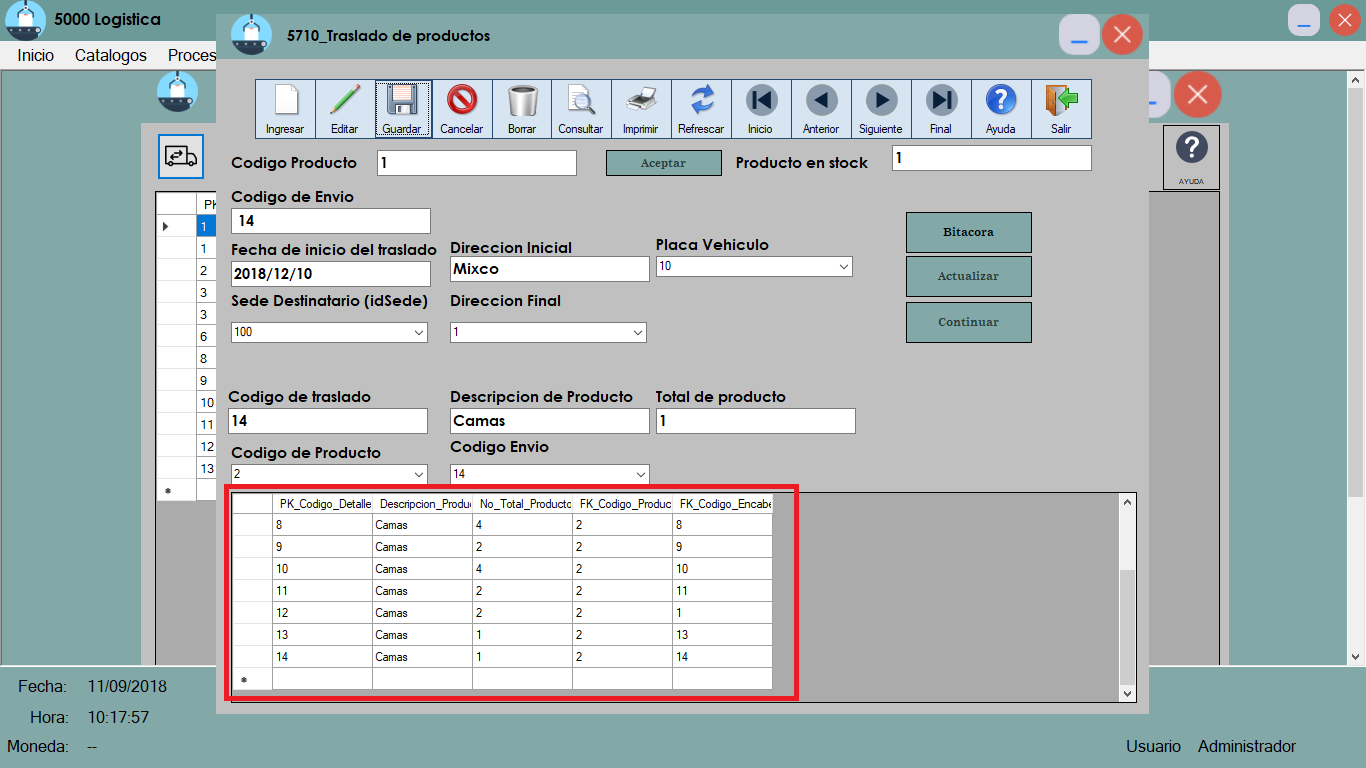 5000 Logistica
Inicio Catalogos Proces
5710_Traslado de productos
Ingresar Editar Guardar Cancelar Borrar Consultar Imprimir Refrescar Inicio Anterior Siguiente Final Ayuda Salir
AYUDA
Codigo Producto 1 Aceptar Producto en stock 1
Codigo de Envio
14
Bitacora
Fecha de inicio del traslado Direccion Inicial Placa Vehiculo
2018/12/10 Mixco 10
Actualizar
Sede Destinatario (idSede) Direccion Final
100 1
Continuar
Codigo de traslado Descripcion de Producto Total de producto
14 Camas 1
Codigo de Producto Codigo Envio
2 14
PK_Codigo_Detalle Descripcion_Produc No_Total_Producto FK_Codigo_Produc FK_Codigo_Encabe
8 Camas 4 2 8
9 Camas 2 2 9
10 Camas 4 2 10
11 Camas 2 2 11
12 Camas 2 2 1
13 Camas 1 2 13
14 Camas 1 2 14
*
PK
1
1
2
3
3
6
8
9
10
11
12
13
*
Fecha: 11/09/2018
Hora: 10:17:57
Moneda: --
Usuario Administrador